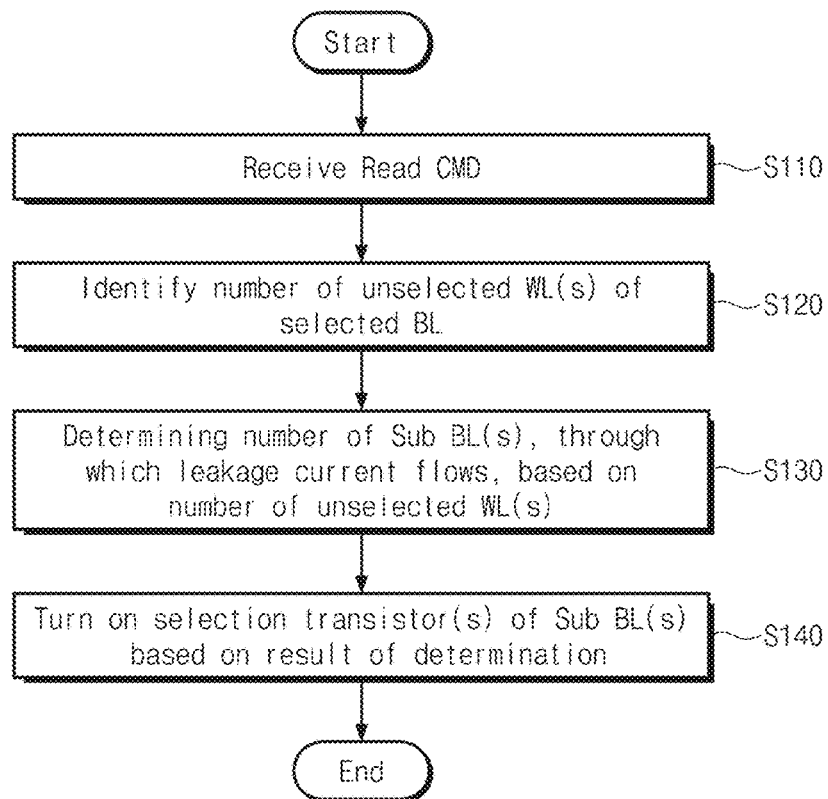 Start
Receive Read CMD
S110
Identify number of unselected WL(s) of
selected BL
S120
Determining number of Sub BL(s), through
which leakage current flows, based on
number of unselected WL(s)
S130
Turn on selection transistor(s) of Sub BL(s)
based on result of determination
S140
End